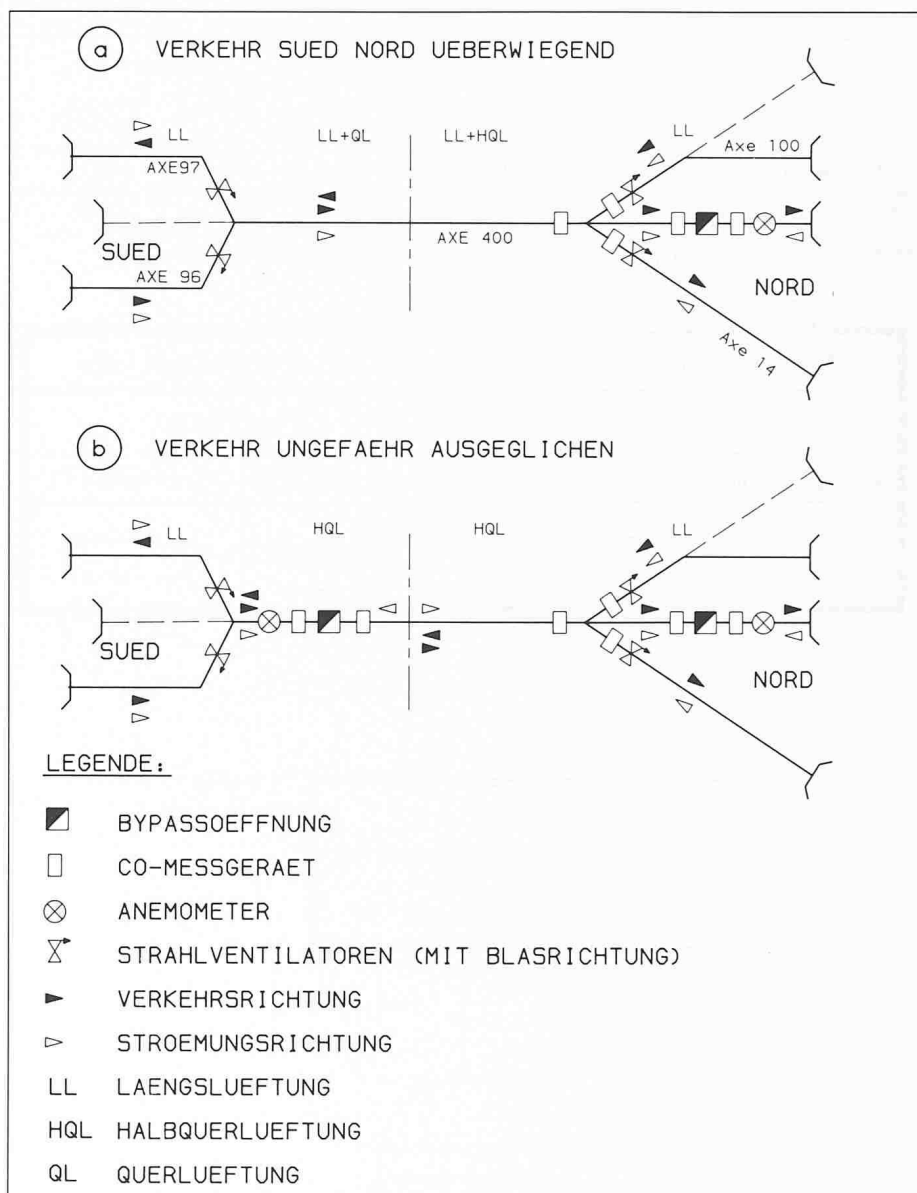 a VERKEHR SUED NORD UEBERWIEGEND
LL
LL+QL
LL+HQL
LL
AXE97
Axe 100
SUED
AXE 400
AXE 96
NORD
Axe 14
b VERKEHR UNGEFAEHR AUSGEGLICHEN
LL
HQL
HQL
LL
SUED
NORD
LEGENDE:
BYPASSOEFFNUNG
CO-MESSGERAET
ANEMOMETER
STRAHLVENTILATOREN (MIT BLASRICHTUNG)
VERKEHRSRICHTUNG
STROEMUNGSRICHTUNG
LL LAENGSLUEFTUNG
HQL HALBQUERLUEFTUNG
QL QUERLUEFTUNG